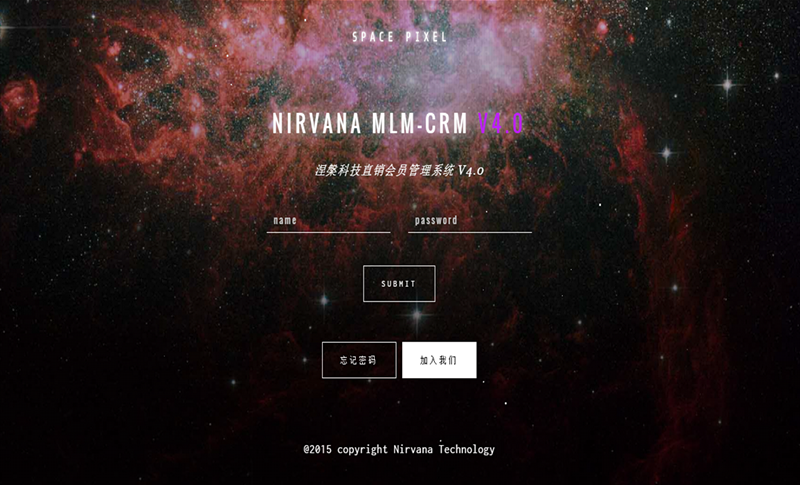 SPACE PIXEL
NIRVANA MLM-CRM V4.0
涅槃科技直销会员管理系统 V4.0
name password
SUBMIT
忘记密码 加入我们
@2015 copyright Nirvana Technology